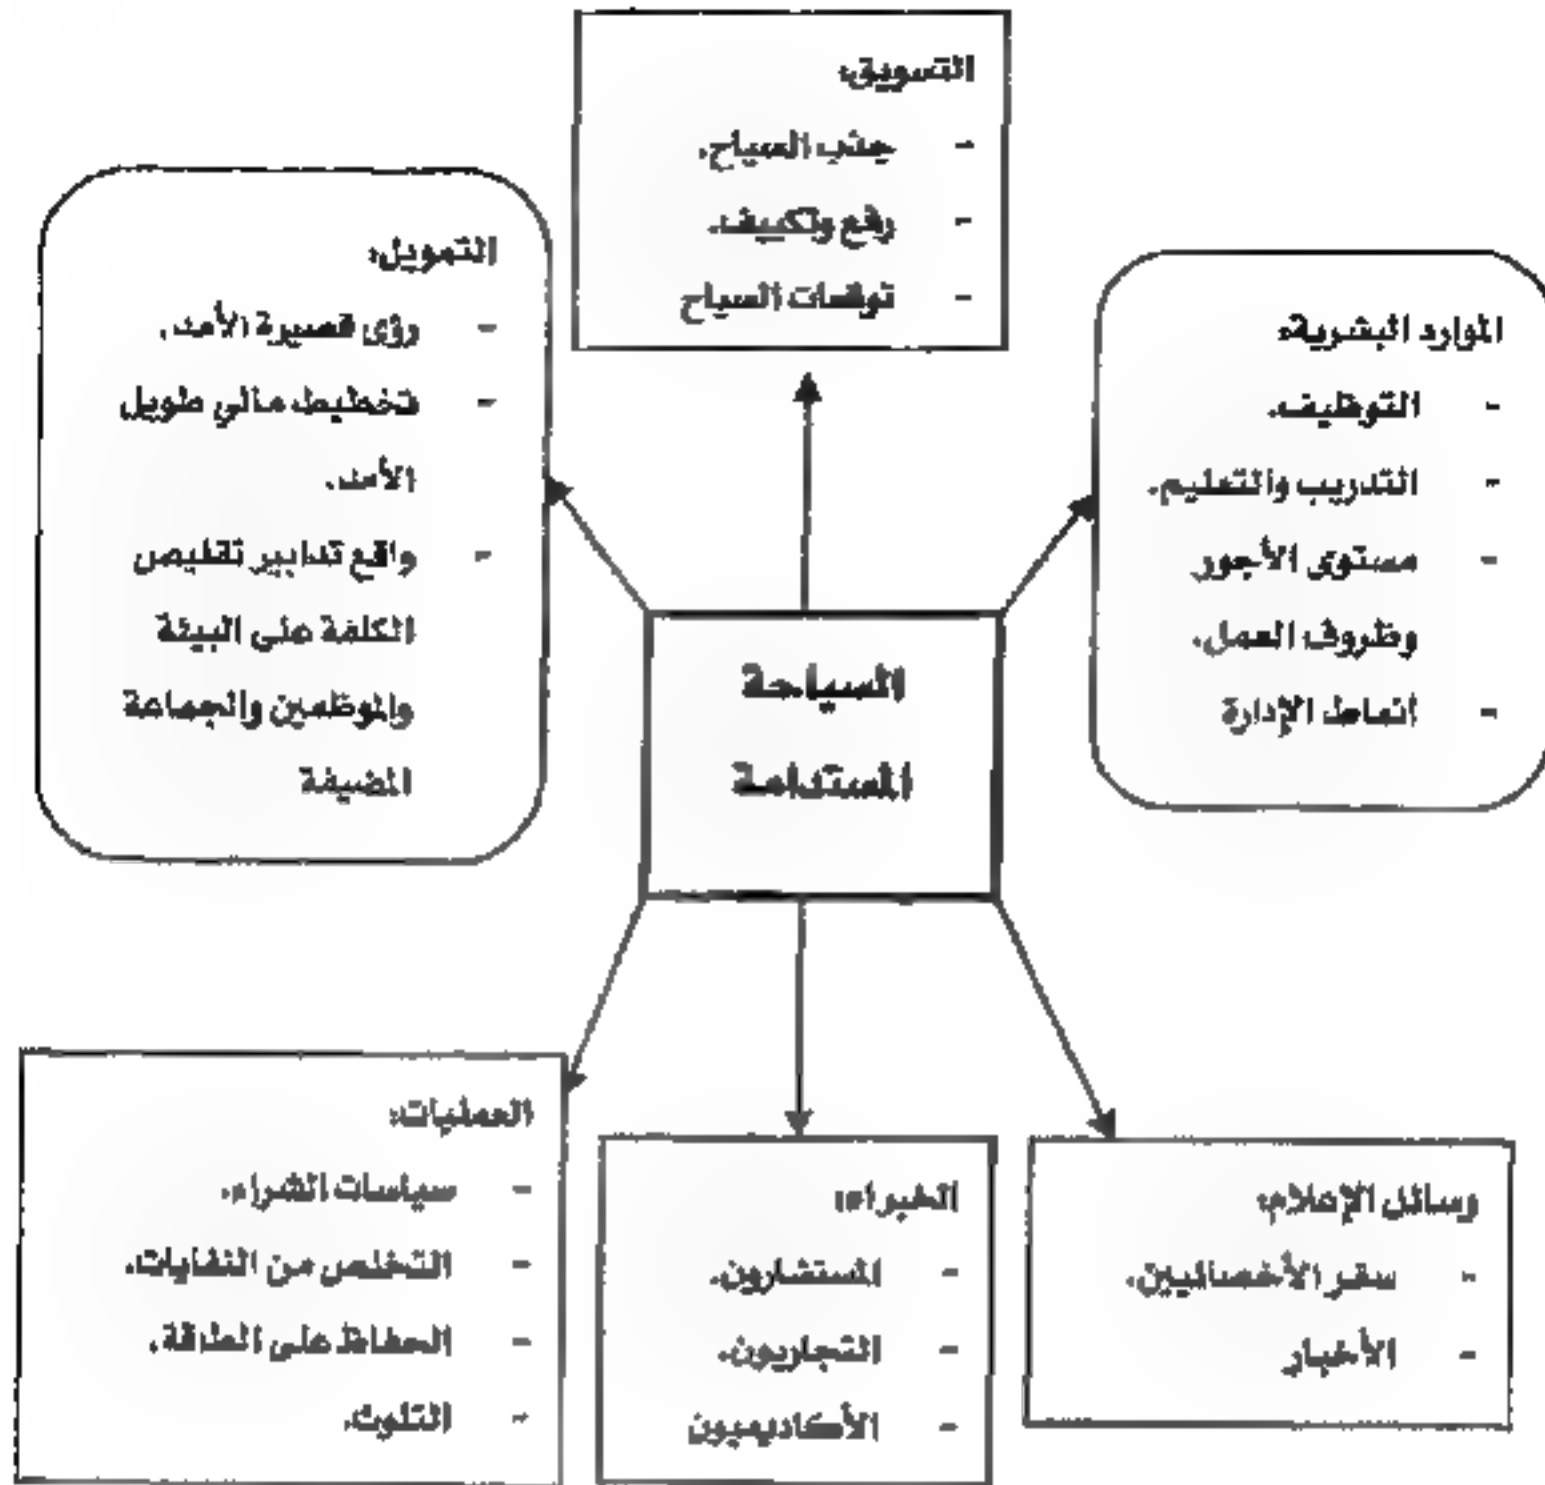 التسويق:
- جذب السياح.
- رفع وتكييف.
- توقعات السياح
الموارد البشرية:
- التوظيف.
- التدريب والتعليم.
- مستوى الأجور
وظروف العمل.
- أنماط الإدارة
التمويل:
- رؤى قصيرة الأمد.
- تخطيط مالي طويل
الأمد.
- واقع تدابير تقليص
الكلفة على البيئة
والموظفين والجماعة
المضيفة
السياحة
المستدامة
وسائل الإعلام:
- سفر الأخصائيين.
- الأخبار
الخبراء:
- المستشارون.
- التجاريون.
- الأكاديميون
العمليات:
- سياسات الشراء.
- التخلص من النفايات.
- الحفاظ على الطاقة.
- التلوث.